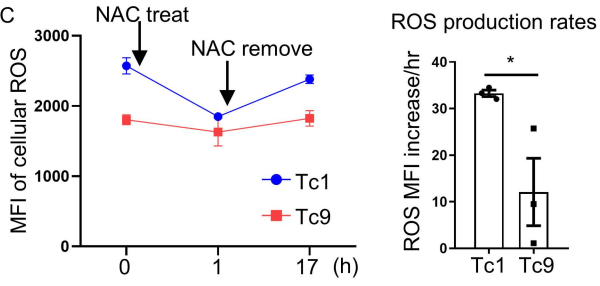 C
NAC treat
NAC remove
MFI of cellular ROS
3000
2000
1000
0
Tc1
Tc9
0 1 17 (h)
ROS production rates
*
ROS MFI increase/hr
40
30
20
10
0
Tc1 Tc9